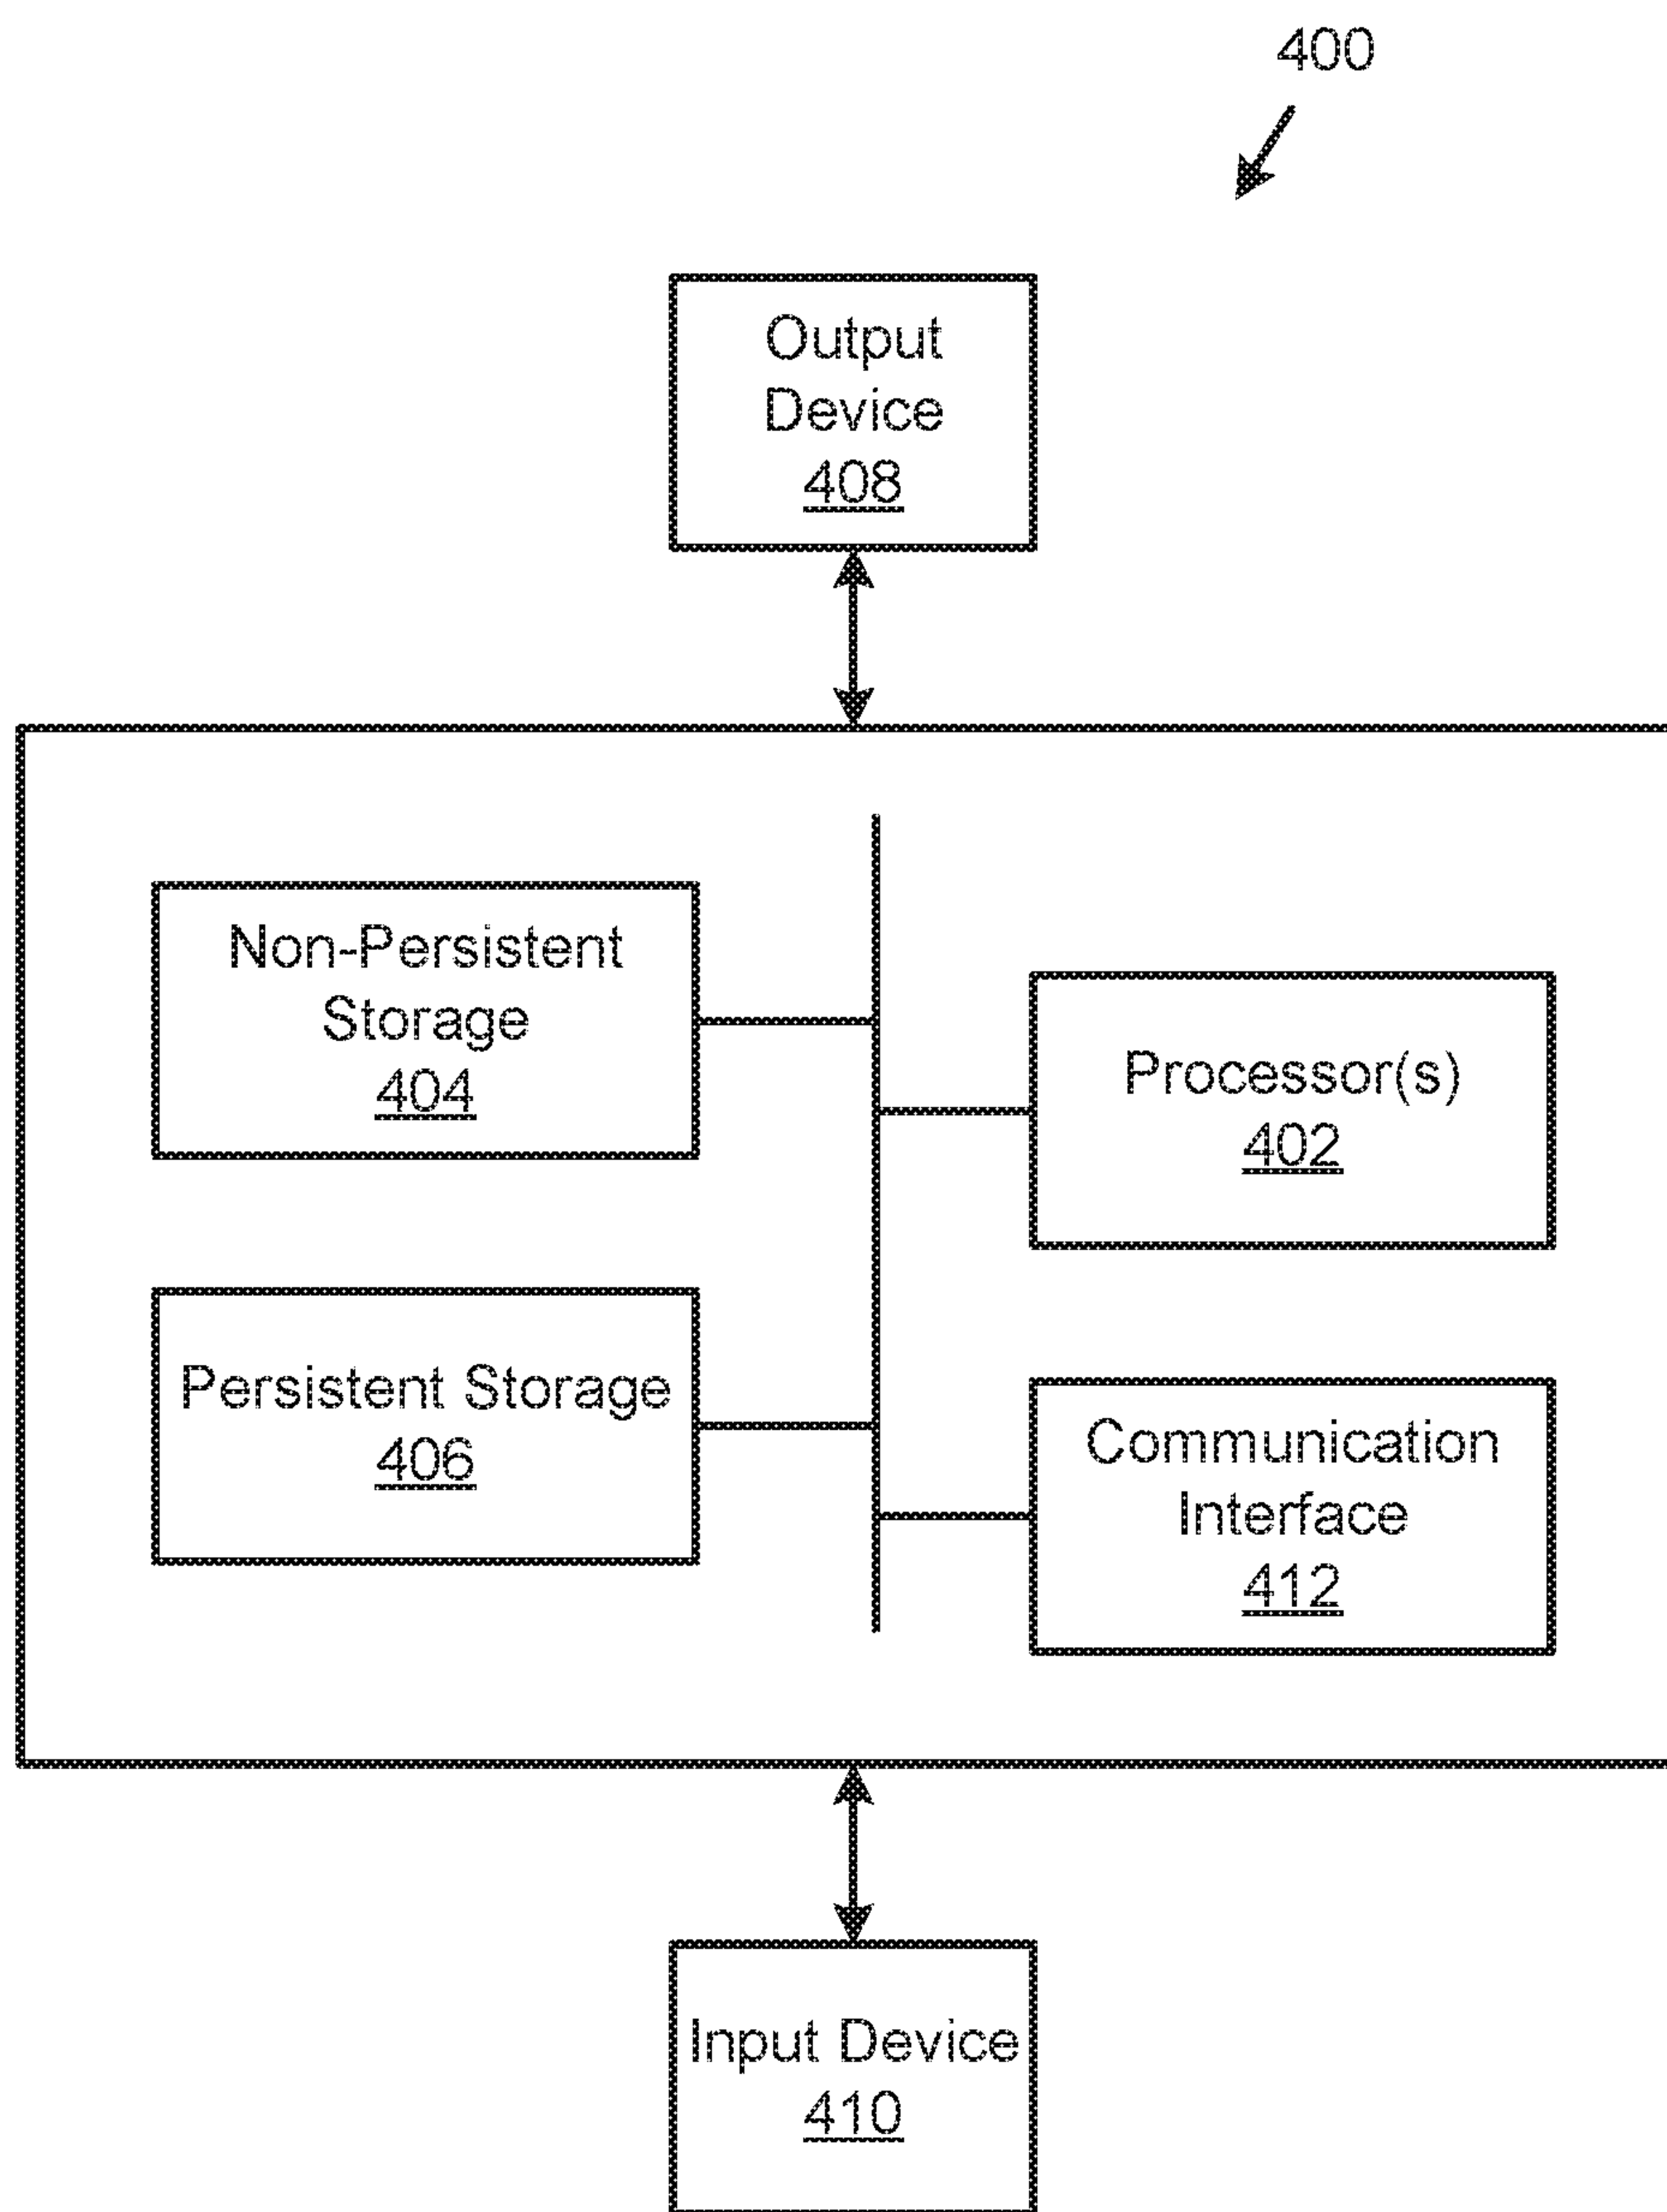 400
Output
Device
408
Non-Persistent
Storage
404
Processor(s)
402
Persistent Storage
406
Communication
Interface
412
Input Device
410